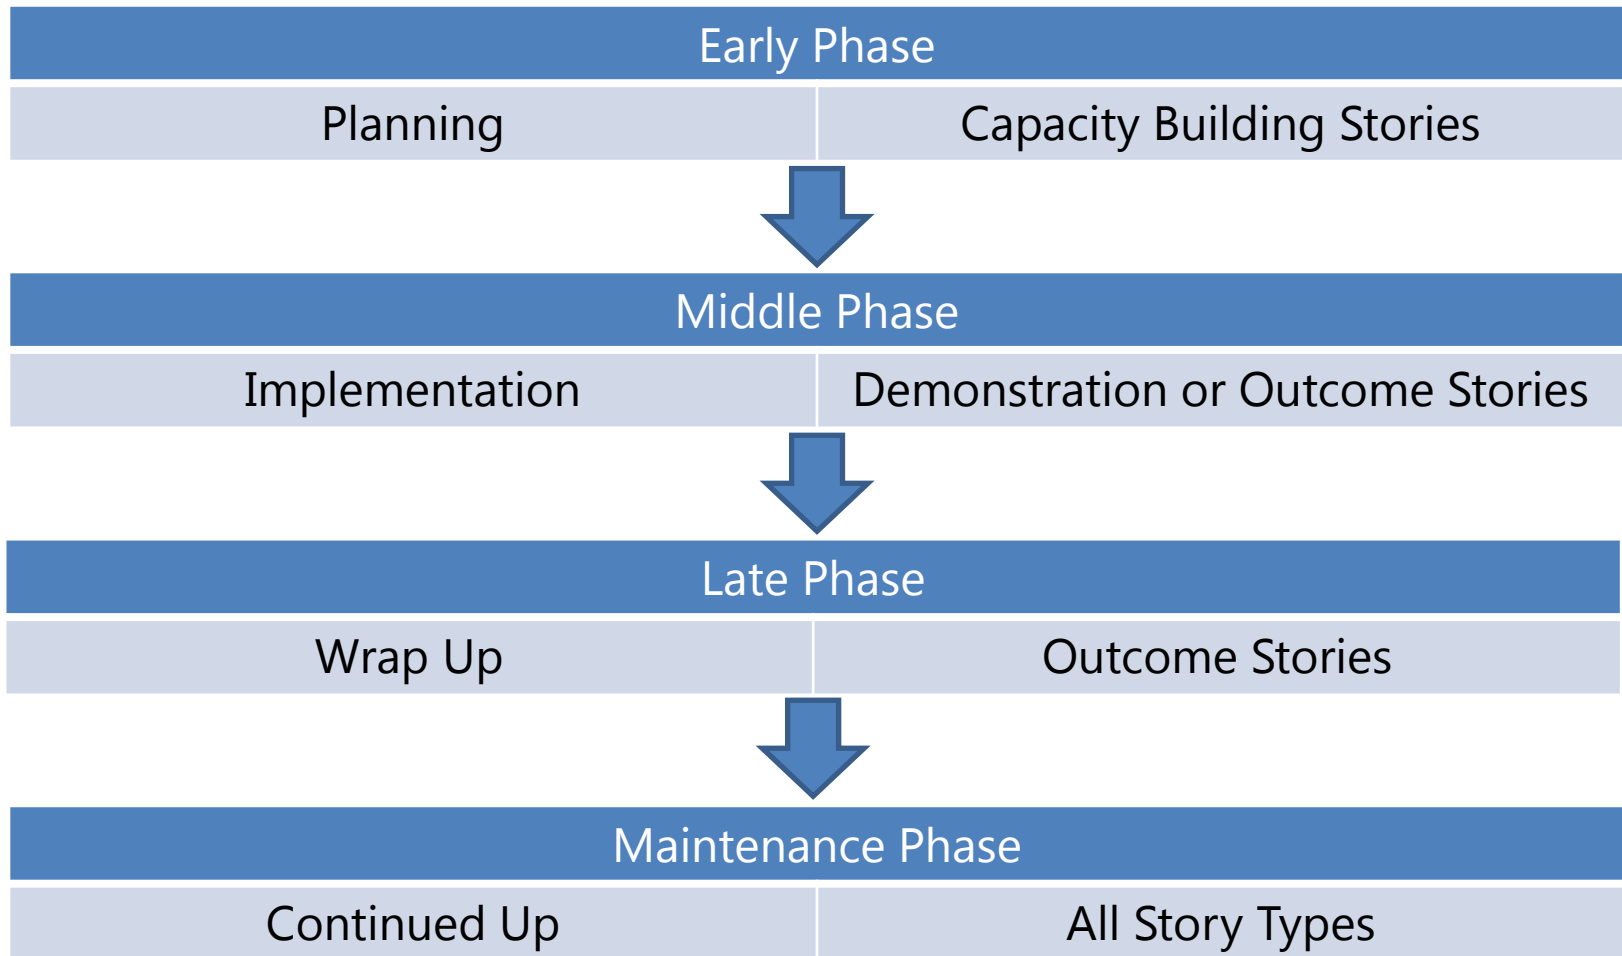 Early Phase
Planning
Capacity Building Stories
Middle Phase
Implementation
Demonstration or Outcome Stories
Late Phase
Wrap Up
Outcome Stories
Maintenance Phase
Continued Up
All Story Types